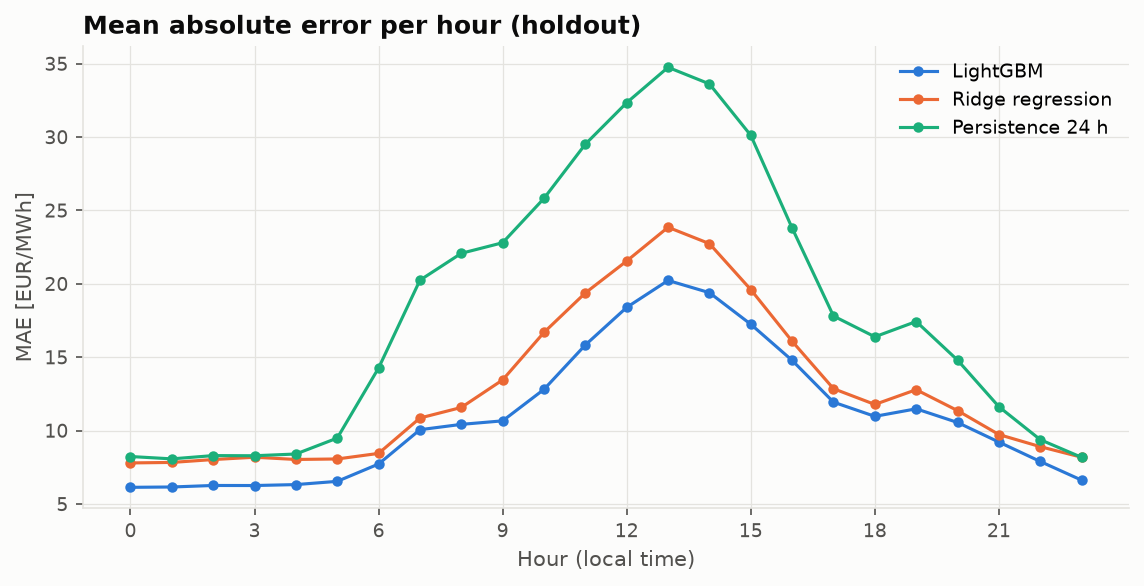 Mean absolute error per hour (holdout)
LightGBM
Ridge regression
Persistence 24 h
MAE [EUR/MWh]
35
30
25
20
15
10
5
0 3 6 9 12 15 18 21
Hour (local time)